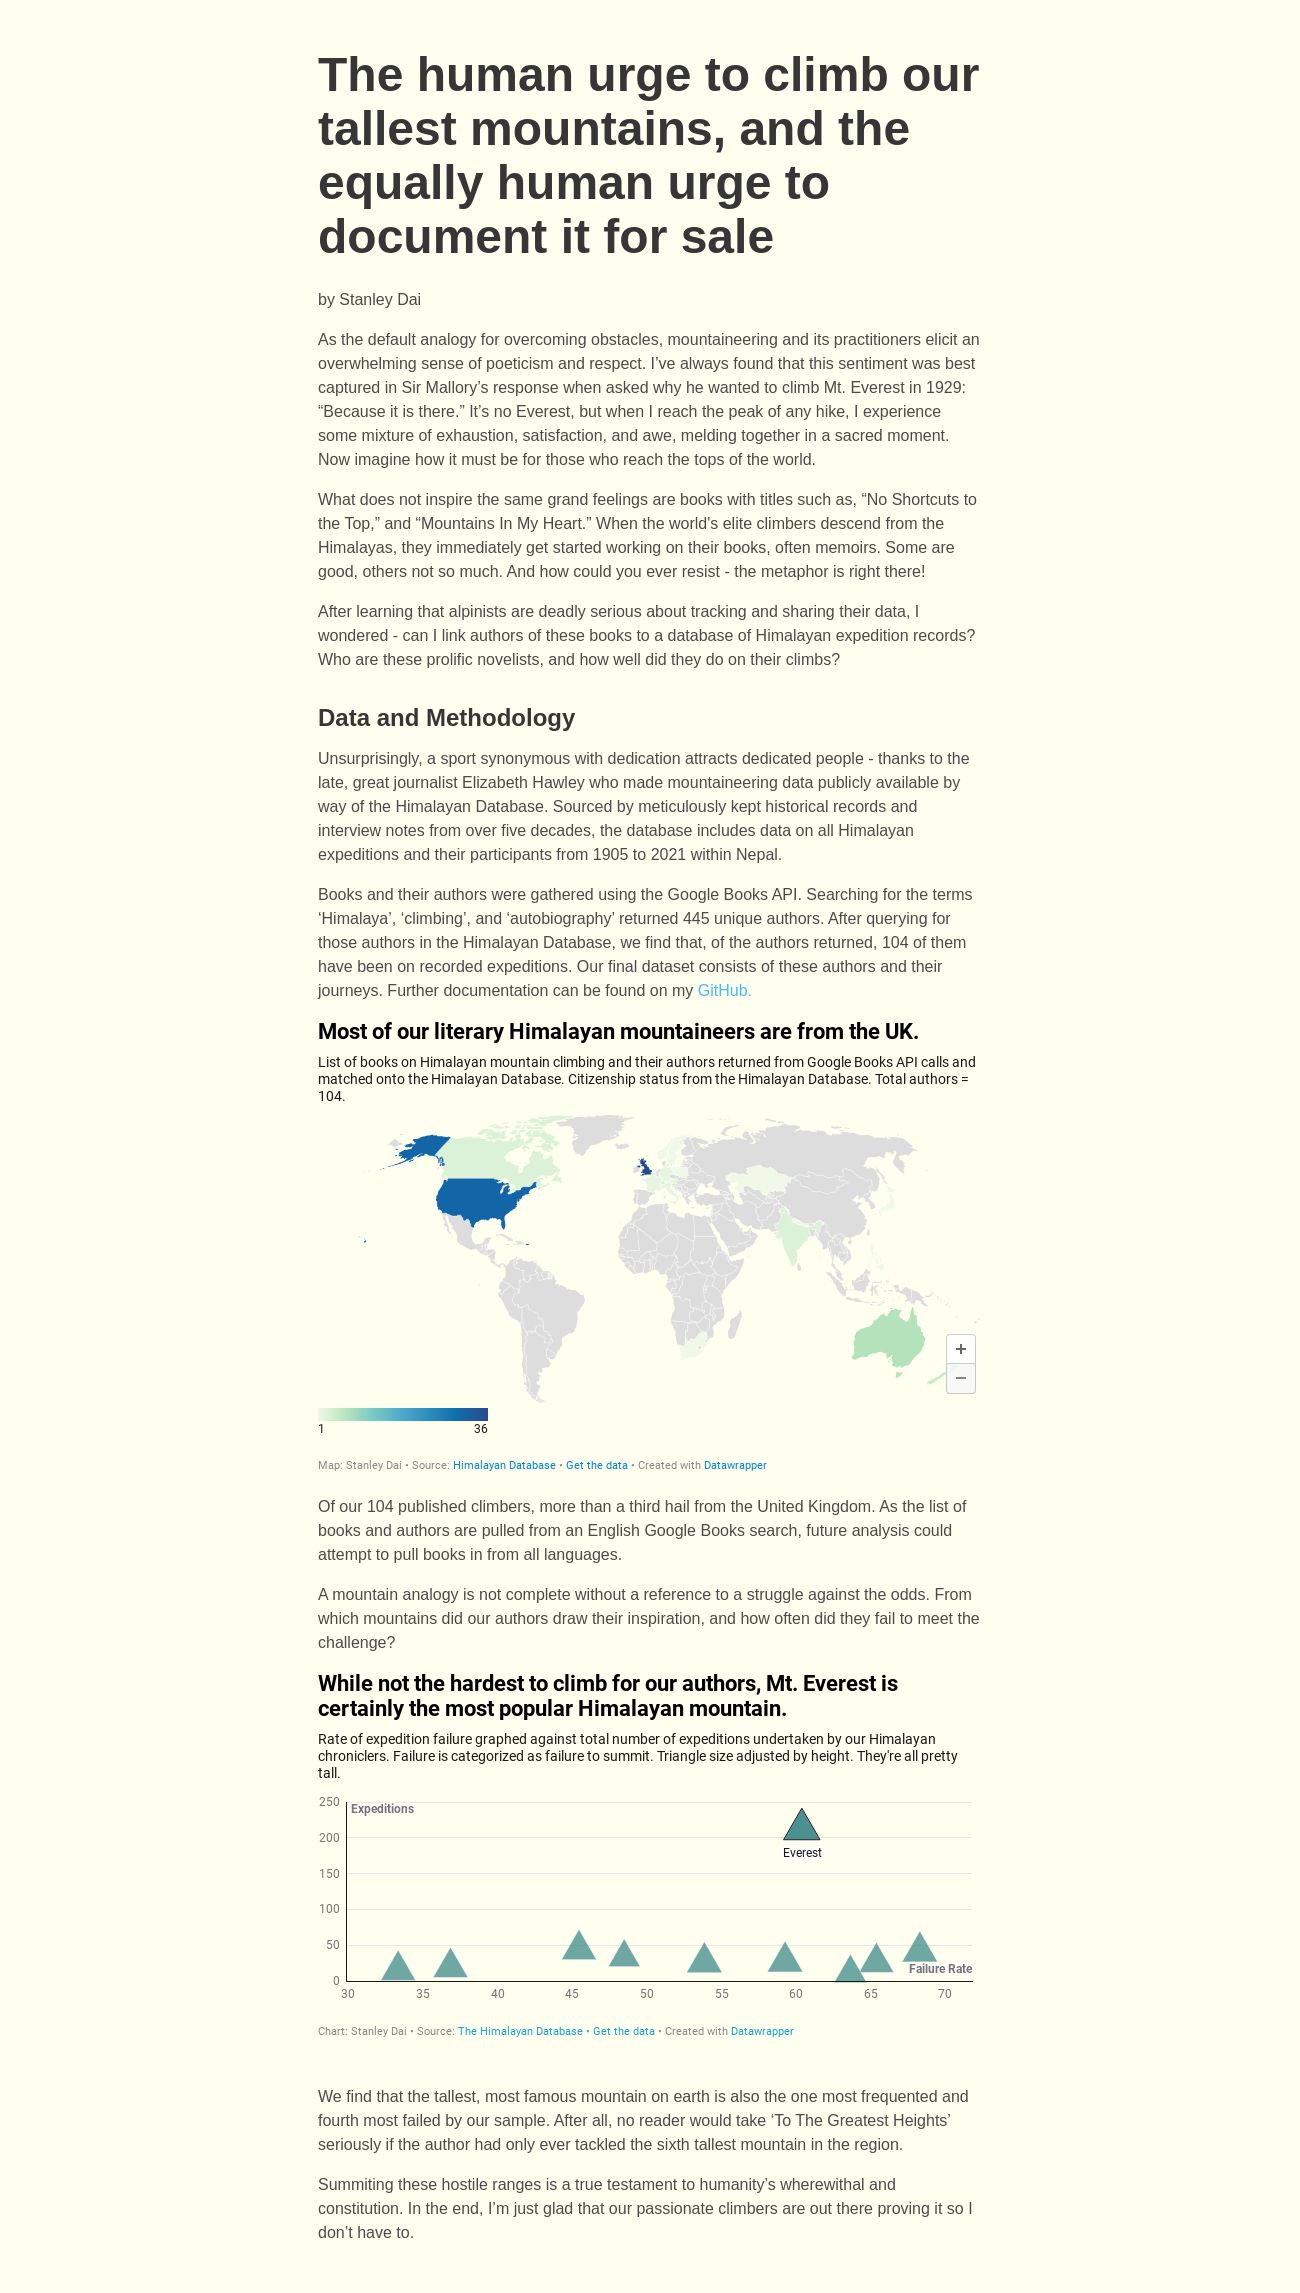 The human urge to climb our
tallest mountains, and the
equally human urge to
document it for sale
by Stanley Dai
As the default analogy for overcoming obstacles, mountaineering and its practitioners elicit an
overwhelming sense of poeticism and respect. I’ve always found that this sentiment was best
captured in Sir Mallory’s response when asked why he wanted to climb Mt. Everest in 1929:
“Because it is there.” It’s no Everest, but when I reach the peak of any hike, I experience
some mixture of exhaustion, satisfaction, and awe, melding together in a sacred moment.
Now imagine how it must be for those who reach the tops of the world.
What does not inspire the same grand feelings are books with titles such as, “No Shortcuts to
the Top,” and “Mountains In My Heart.” When the world's elite climbers descend from the
Himalayas, they immediately get started working on their books, often memoirs. Some are
good, others not so much. And how could you ever resist - the metaphor is right there!
After learning that alpinists are deadly serious about tracking and sharing their data, I
wondered - can I link authors of these books to a database of Himalayan expedition records?
Who are these prolific novelists, and how well did they do on their climbs?
Data and Methodology
Unsurprisingly, a sport synonymous with dedication attracts dedicated people - thanks to the
late, great journalist Elizabeth Hawley who made mountaineering data publicly available by
way of the Himalayan Database. Sourced by meticulously kept historical records and
interview notes from over five decades, the database includes data on all Himalayan
expeditions and their participants from 1905 to 2021 within Nepal.
Books and their authors were gathered using the Google Books API. Searching for the terms
‘Himalaya’, ‘climbing’, and ‘autobiography’ returned 445 unique authors. After querying for
those authors in the Himalayan Database, we find that, of the authors returned, 104 of them
have been on recorded expeditions. Our final dataset consists of these authors and their
journeys. Further documentation can be found on my GitHub.
Most of our literary Himalayan mountaineers are from the UK.
List of books on Himalayan mountain climbing and their authors returned from Google Books API calls and
matched onto the Himalayan Database. Citizenship status from the Himalayan Database. Total authors =
104.
+
−
1 36
Map: Stanley Dai • Source: Himalayan Database • Get the data • Created with Datawrapper
Of our 104 published climbers, more than a third hail from the United Kingdom. As the list of
books and authors are pulled from an English Google Books search, future analysis could
attempt to pull books in from all languages.
A mountain analogy is not complete without a reference to a struggle against the odds. From
which mountains did our authors draw their inspiration, and how often did they fail to meet the
challenge?
While not the hardest to climb for our authors, Mt. Everest is
certainly the most popular Himalayan mountain.
Rate of expedition failure graphed against total number of expeditions undertaken by our Himalayan
chroniclers. Failure is categorized as failure to summit. Triangle size adjusted by height. They're all pretty
tall.
250 Expeditions
200
Everest
150
100
50
Failure Rate
0
30 35 40 45 50 55 60 65 70
Chart: Stanley Dai • Source: The Himalayan Database • Get the data • Created with Datawrapper
We find that the tallest, most famous mountain on earth is also the one most frequented and
fourth most failed by our sample. After all, no reader would take ‘To The Greatest Heights’
seriously if the author had only ever tackled the sixth tallest mountain in the region.
Summiting these hostile ranges is a true testament to humanity’s wherewithal and
constitution. In the end, I’m just glad that our passionate climbers are out there proving it so I
don’t have to.